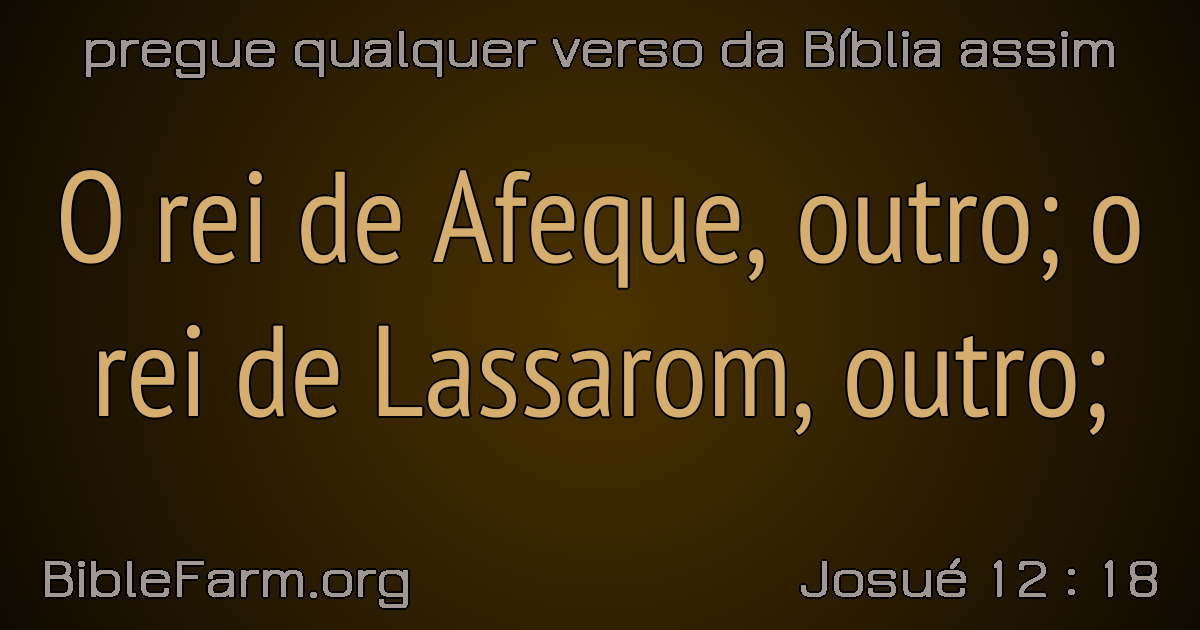 pregue qualquer verso da Bíblia assim
O rei de Afeque, outro; o
rei de Lassarom, outro;
BibleFarm.org
Josué 12 : 18